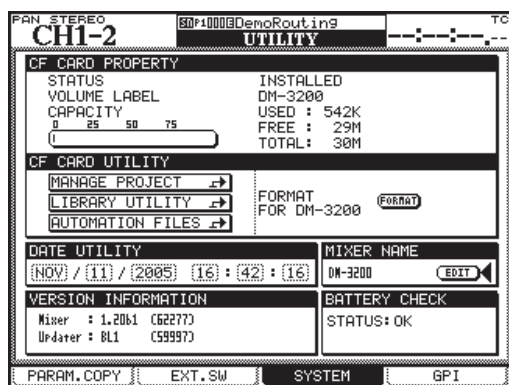 PAN STEREO
CH1-2
SD P1 000 DemoRouting
UTILITY
TC
--:--:--.--
CF CARD PROPERTY
STATUS INSTALLED
VOLUME LABEL DM-3200
CAPACITY USED : 542K
0 25 50 75
FREE : 29M
TOTAL: 30M
CF CARD UTILITY
MANAGE PROJECT
LIBRARY UTILITY
AUTOMATION FILES
FORMAT
FOR DM-3200
FORMAT
DATE UTILITY
NOV / 11 / 2005 16 : 42 : 16
MIXER NAME
DM-3200 EDIT
VERSION INFORMATION
Mixer : 1.20b1 (62277)
Updater : BL1 (59997)
BATTERY CHECK
STATUS: OK
PARAM.COPY EXT.SW SYSTEM GPI